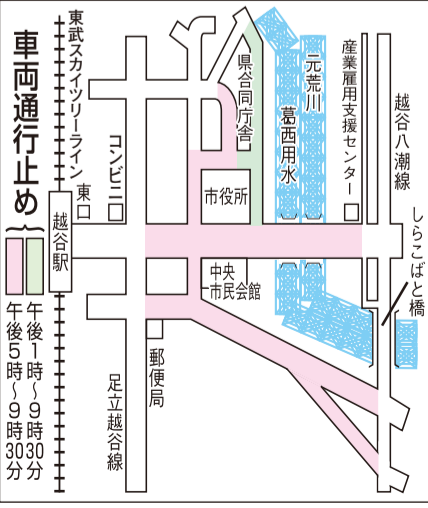 車両通行止め
午後1時〜9時30分
午後5時〜9時30分
東武スカイツリーライン
越谷駅
東口
コンビニ
足立越谷線
郵便局
市役所
中央
市民会館
県合同庁舎
葛西用水
元荒川
産業雇用支援センター
越谷八潮線
しらこばと橋